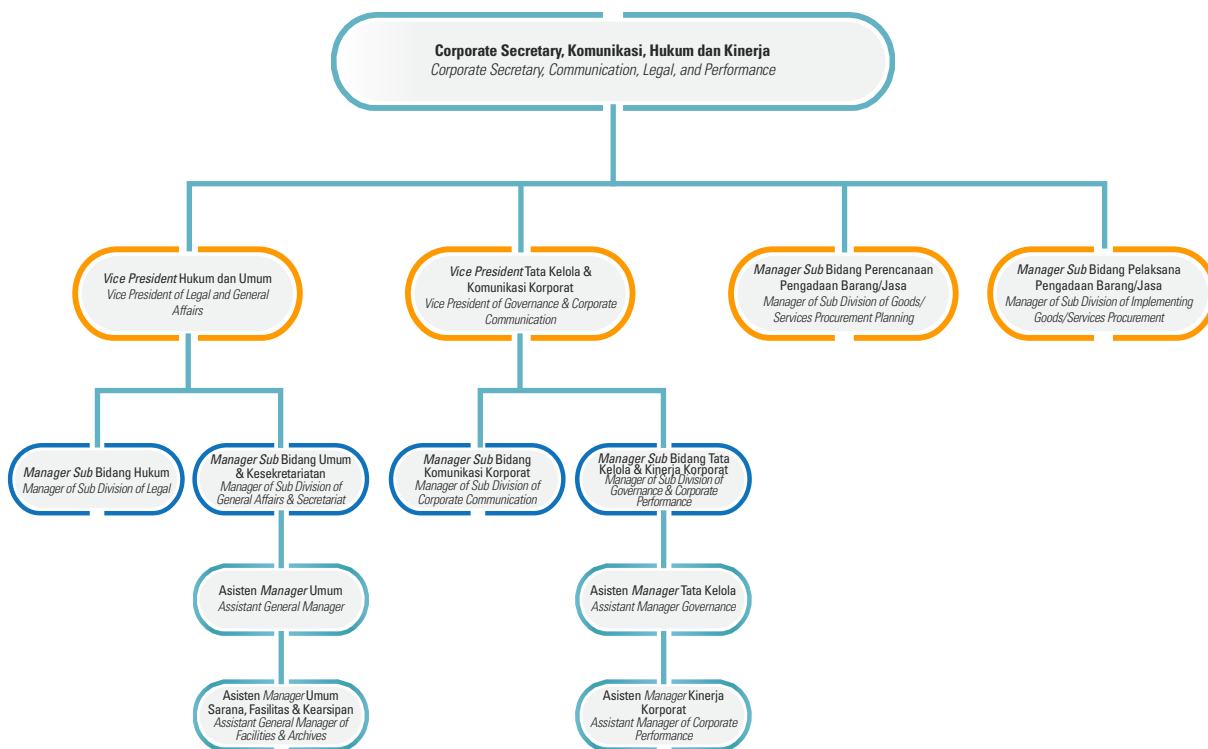 Corporate Secretary, Komunikasi, Hukum dan Kinerja
Corporate Secretary, Communication, Legal, and Performance
Vice President Hukum dan Umum
Vice President of Legal and General
Affairs
Vice President Tata Kelola &
Komunikasi Korporat
Vice President of Governance & Corporate
Communication
Manager Sub Bidang Perencanaan
Pengadaan Barang/Jasa
Manager of Sub Division of Goods/
Services Procurement Planning
Manager Sub Bidang Pelaksana
Pengadaan Barang/Jasa
Manager of Sub Division of Implementing
Goods/Services Procurement
Manager Sub Bidang Hukum
Manager of Sub Division of Legal
Manager Sub Bidang Umum
& Kesekretariatan
Manager of Sub Division of
General Affairs & Secretariat
Manager Sub Bidang
Komunikasi Korporat
Manager of Sub Division of
Corporate Communication
Manager Sub Bidang Tata
Kelola & Kinerja Korporat
Manager of Sub Division of
Governance & Corporate
Performance
Asisten Manager Umum
Assistant General Manager
Asisten Manager Tata Kelola
Assistant Manager Governance
Asisten Manager Umum
Sarana, Fasilitas & Kearsipan
Assistant General Manager of
Facilities & Archives
Asisten Manager Kinerja
Korporat
Assistant Manager of Corporate
Performance